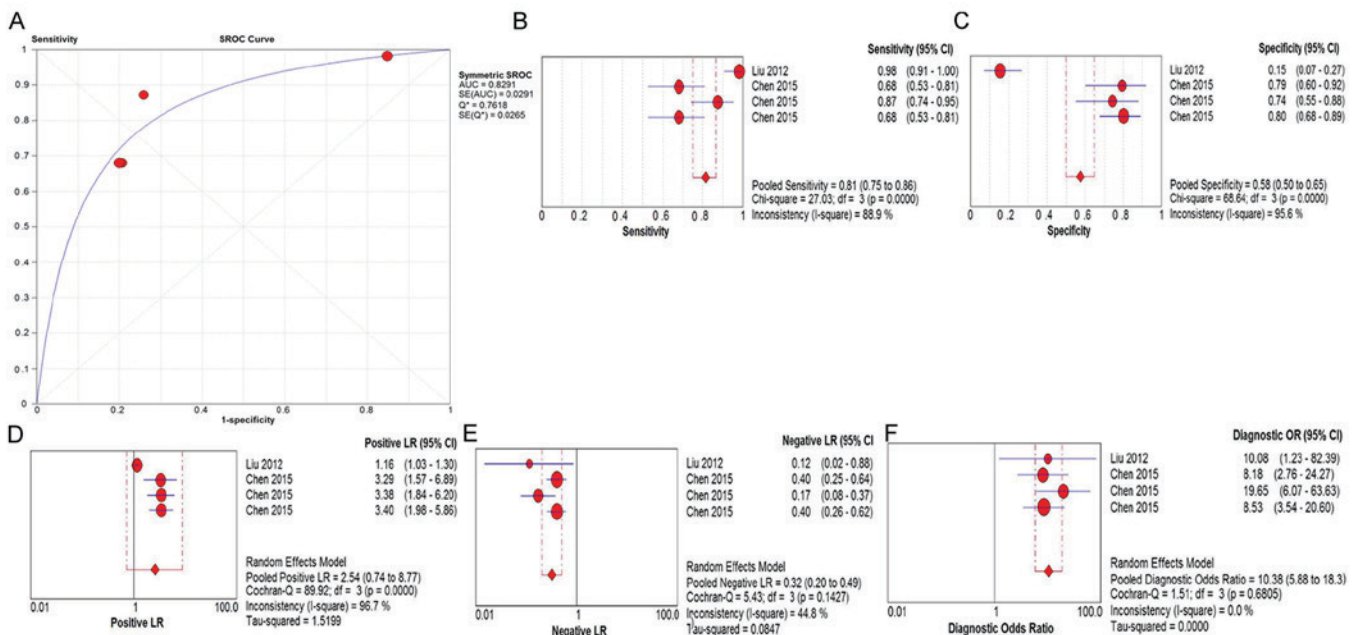 A
Sensitivity
SROC Curve
1
0.9
0.8
0.7
0.6
0.5
0.4
0.3
0.2
0.1
0
0
0.2
0.4
0.6
0.8
1
1-specificity
Symmetric SROC
AUC = 0.8291
SE(AUC) = 0.0291
Q* = 0.7618
SE(Q*) = 0.0265
B
Sensitivity (95% CI)
Liu 2012 0.98 (0.91 - 1.00)
Chen 2015 0.68 (0.53 - 0.81)
Chen 2015 0.87 (0.74 - 0.95)
Chen 2015 0.68 (0.53 - 0.81)
Pooled Sensitivity = 0.81 (0.75 to 0.86)
Chi-square = 27.03; df = 3 (p = 0.0000)
Inconsistency (I-square) = 88.9 %
0 0.2 0.4 0.6 0.8 1
Sensitivity
C
Specificity (95% CI)
Liu 2012 0.15 (0.07 - 0.27)
Chen 2015 0.79 (0.60 - 0.92)
Chen 2015 0.74 (0.55 - 0.88)
Chen 2015 0.80 (0.68 - 0.89)
Pooled Specificity = 0.58 (0.50 to 0.65)
Chi-square = 68.64; df = 3 (p = 0.0000)
Inconsistency (I-square) = 95.6 %
0 0.2 0.4 0.6 0.8 1
Specificity
D
Positive LR (95% CI)
Liu 2012 1.16 (1.03 - 1.30)
Chen 2015 3.29 (1.57 - 6.89)
Chen 2015 3.38 (1.84 - 6.20)
Chen 2015 3.40 (1.98 - 5.86)
Random Effects Model
Pooled Positive LR = 2.54 (0.74 to 8.77)
Cochran-Q = 89.92; df = 3 (p = 0.0000)
Inconsistency (I-square) = 96.7 %
Tau-squared = 1.5199
0.01 1 100.0
Positive LR
E
Negative LR (95% CI
Liu 2012 0.12 (0.02 - 0.88)
Chen 2015 0.40 (0.25 - 0.64)
Chen 2015 0.17 (0.08 - 0.37)
Chen 2015 0.40 (0.26 - 0.62)
Random Effects Model
Pooled Negative LR = 0.32 (0.20 to 0.49)
Cochran-Q = 5.43; df = 3 (p = 0.1427)
Inconsistency (I-square) = 44.8 %
Tau-squared = 0.0847
0.01 1 100.0
Negative LR
F
Diagnostic OR (95% CI)
Liu 2012 10.08 (1.23 - 82.39)
Chen 2015 8.18 (2.76 - 24.27)
Chen 2015 19.65 (6.07 - 63.63)
Chen 2015 8.53 (3.54 - 20.60)
Random Effects Model
Pooled Diagnostic Odds Ratio = 10.38 (5.88 to 18.3)
Cochran-Q = 1.51; df = 3 (p = 0.6805)
Inconsistency (I-square) = 0.0 %
Tau-squared = 0.0000
0.01 1 100.0
Diagnostic Odds Ratio